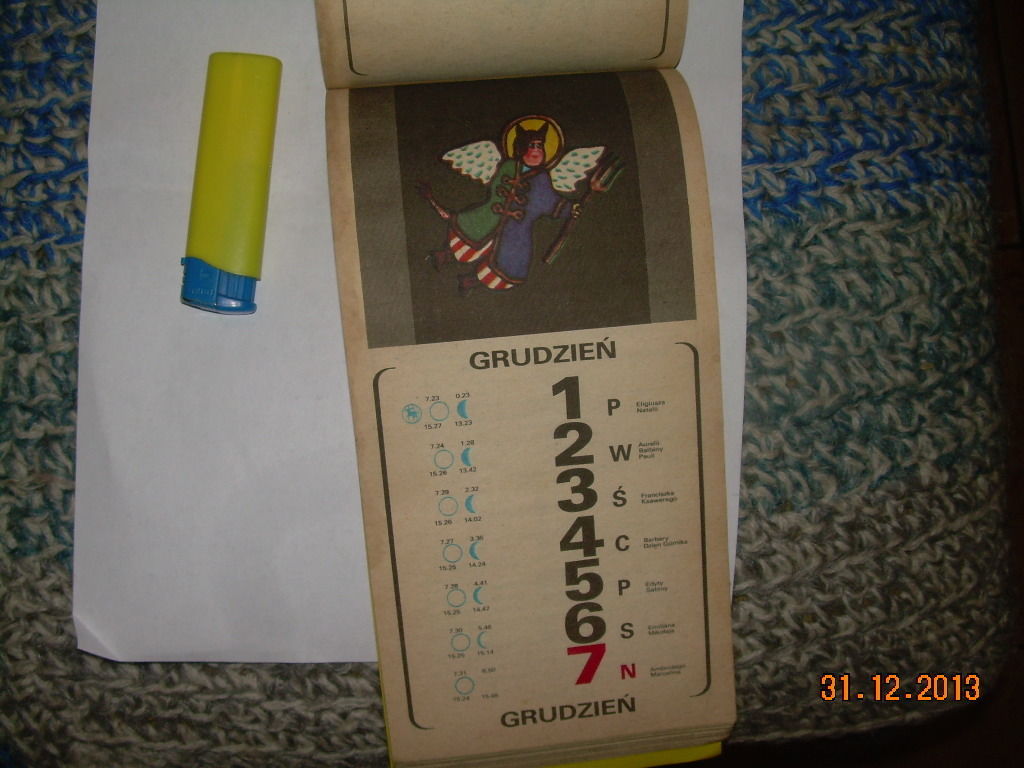 GRUDZIEŃ
7.23 0.23
15.27 13.23
1 P Eligiusza
Natalii
7.24 1.28
15.26 13.42
2 W Aurelii
Balbiny
Pauli
2.32
15.26 14.02
3 Ś Franciszka
Ksawerego
7.27 3.36
15.25 14.24
4 C Barbary
Dzień Górnika
7.28 4.41
15.25 14.47
5 P Edyty
Sabiny
7.30 5.46
15.25 15.14
6 S Emiliana
Mikołaja
7.31 6.50
15.24
7 N Ambrożego
Marcelina
GRUDZIEŃ
31.12.2013